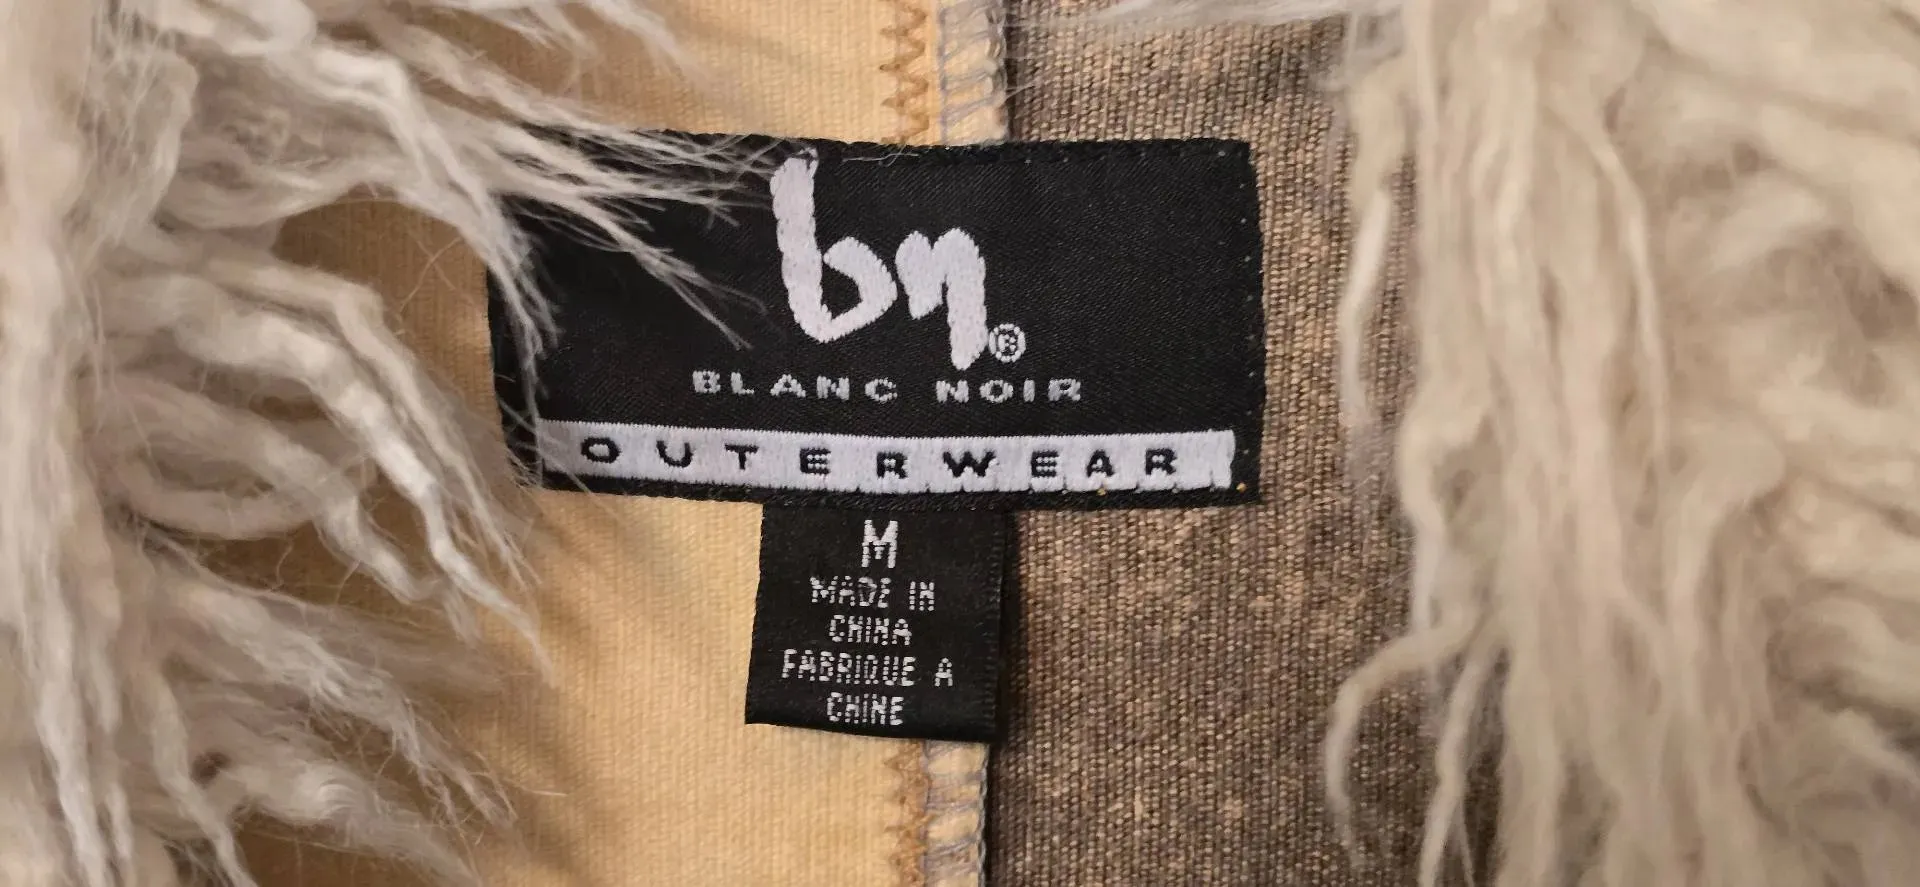 bn®
BLANC NOIR
OUTERWEAR
M
MADE IN
CHINA
FABRIQUE A
CHINE